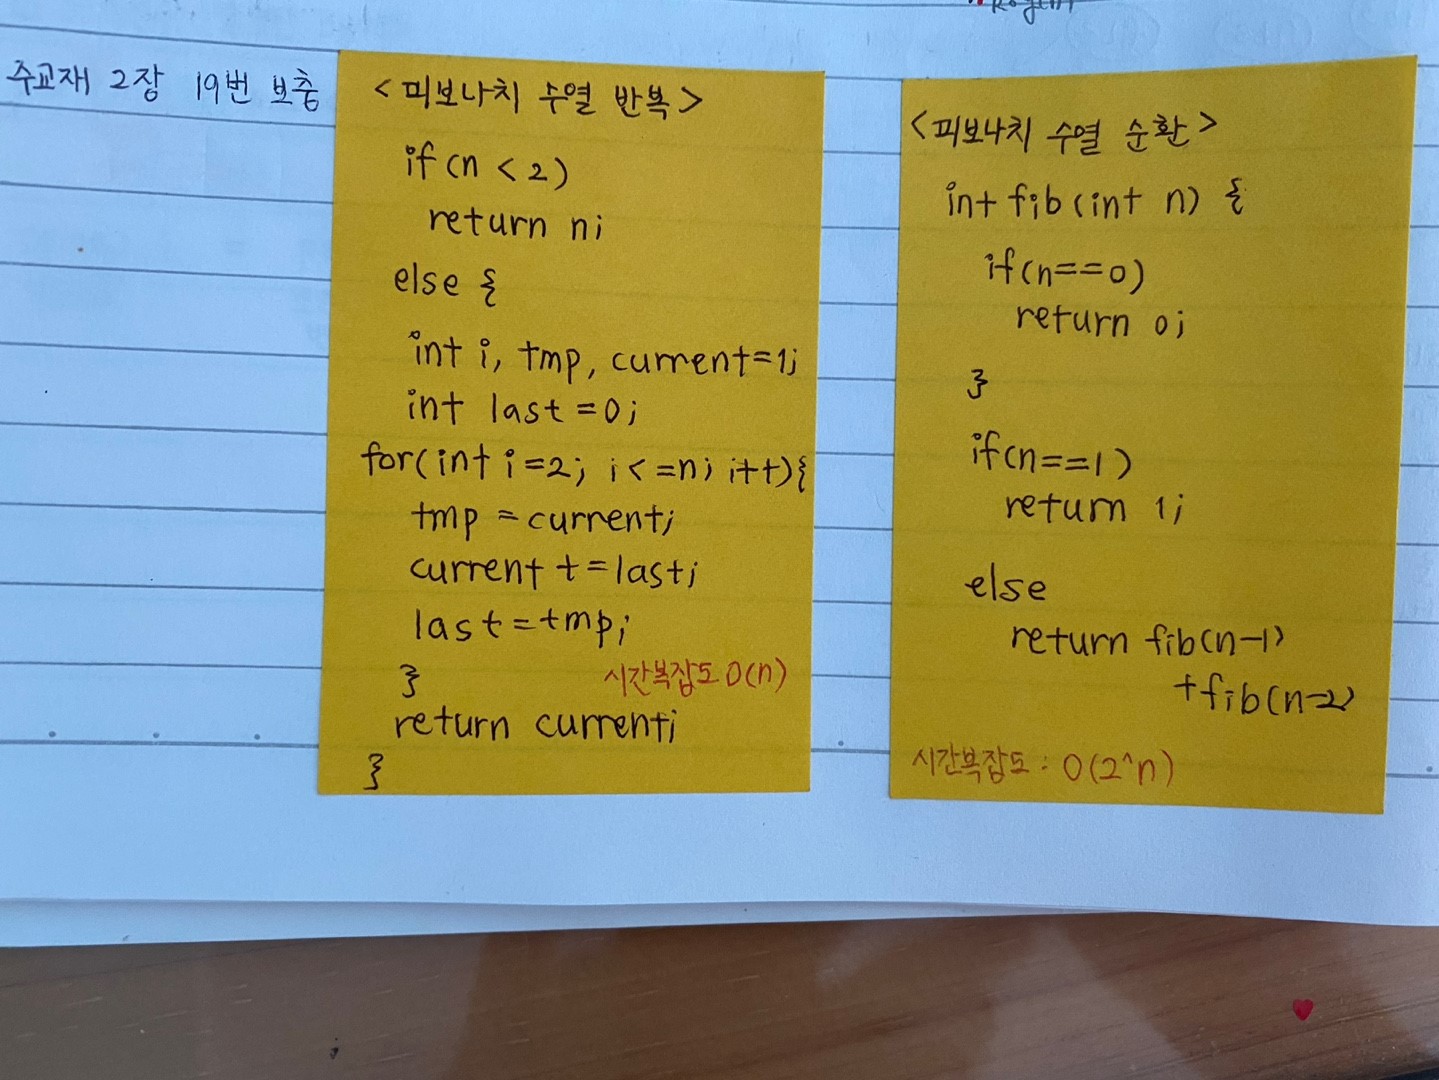 주교재 2장 19번 보충
<피보나치 수열 반복>
if(n < 2)
return n;
else {
int i, tmp, current=1;
int last = 0;
for(int i=2; i<=n; i++){
tmp = current;
current += last;
last = tmp;
}
시간복잡도 O(n)
return current;
}
<피보나치 수열 순환>
int fib(int n) {
if(n==0)
return 0;
}
if(n==1)
return 1;
else
return fib(n-1)
+fib(n-2)
시간복잡도 : O(2^n)